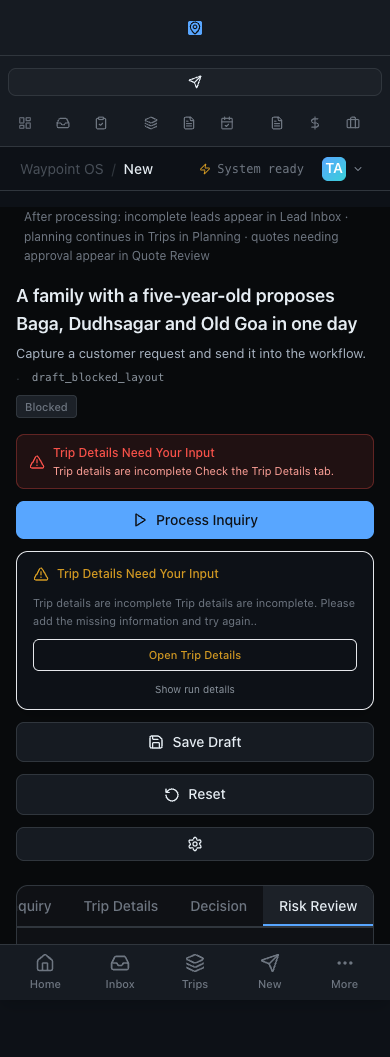 Waypoint OS / New
System ready
TA
After processing: incomplete leads appear in Lead Inbox ·
planning continues in Trips in Planning · quotes needing
approval appear in Quote Review
A family with a five-year-old proposes
Baga, Dudhsagar and Old Goa in one day
Capture a customer request and send it into the workflow.
· draft_blocked_layout
Blocked
Trip Details Need Your Input
Trip details are incomplete Check the Trip Details tab.
Process Inquiry
Trip Details Need Your Input
Trip details are incomplete Trip details are incomplete. Please
add the missing information and try again..
Open Trip Details
Show run details
Save Draft
Reset
quiry Trip Details Decision Risk Review
Home Inbox Trips New More